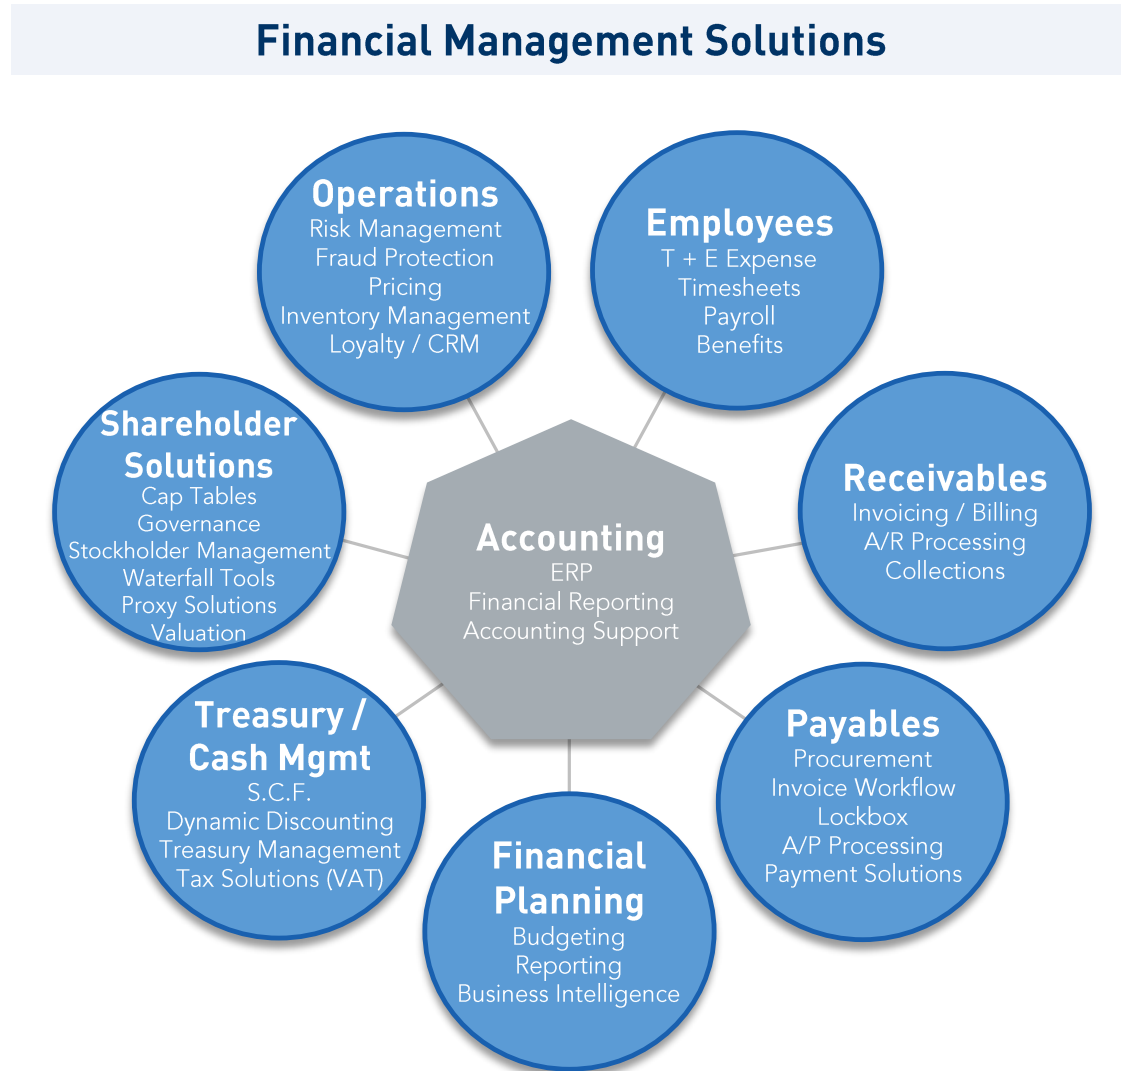 Financial Management Solutions
Operations
Risk Management
Fraud Protection
Pricing
Inventory Management
Loyalty / CRM
Employees
T + E Expense
Timesheets
Payroll
Benefits
Shareholder
Solutions
Cap Tables
Governance
Stockholder Management
Waterfall Tools
Proxy Solutions
Valuation
Accounting
ERP
Financial Reporting
Accounting Support
Receivables
Invoicing / Billing
A/R Processing
Collections
Treasury /
Cash Mgmt
S.C.F.
Dynamic Discounting
Treasury Management
Tax Solutions (VAT)
Financial
Planning
Budgeting
Reporting
Business Intelligence
Payables
Procurement
Invoice Workflow
Lockbox
A/P Processing
Payment Solutions